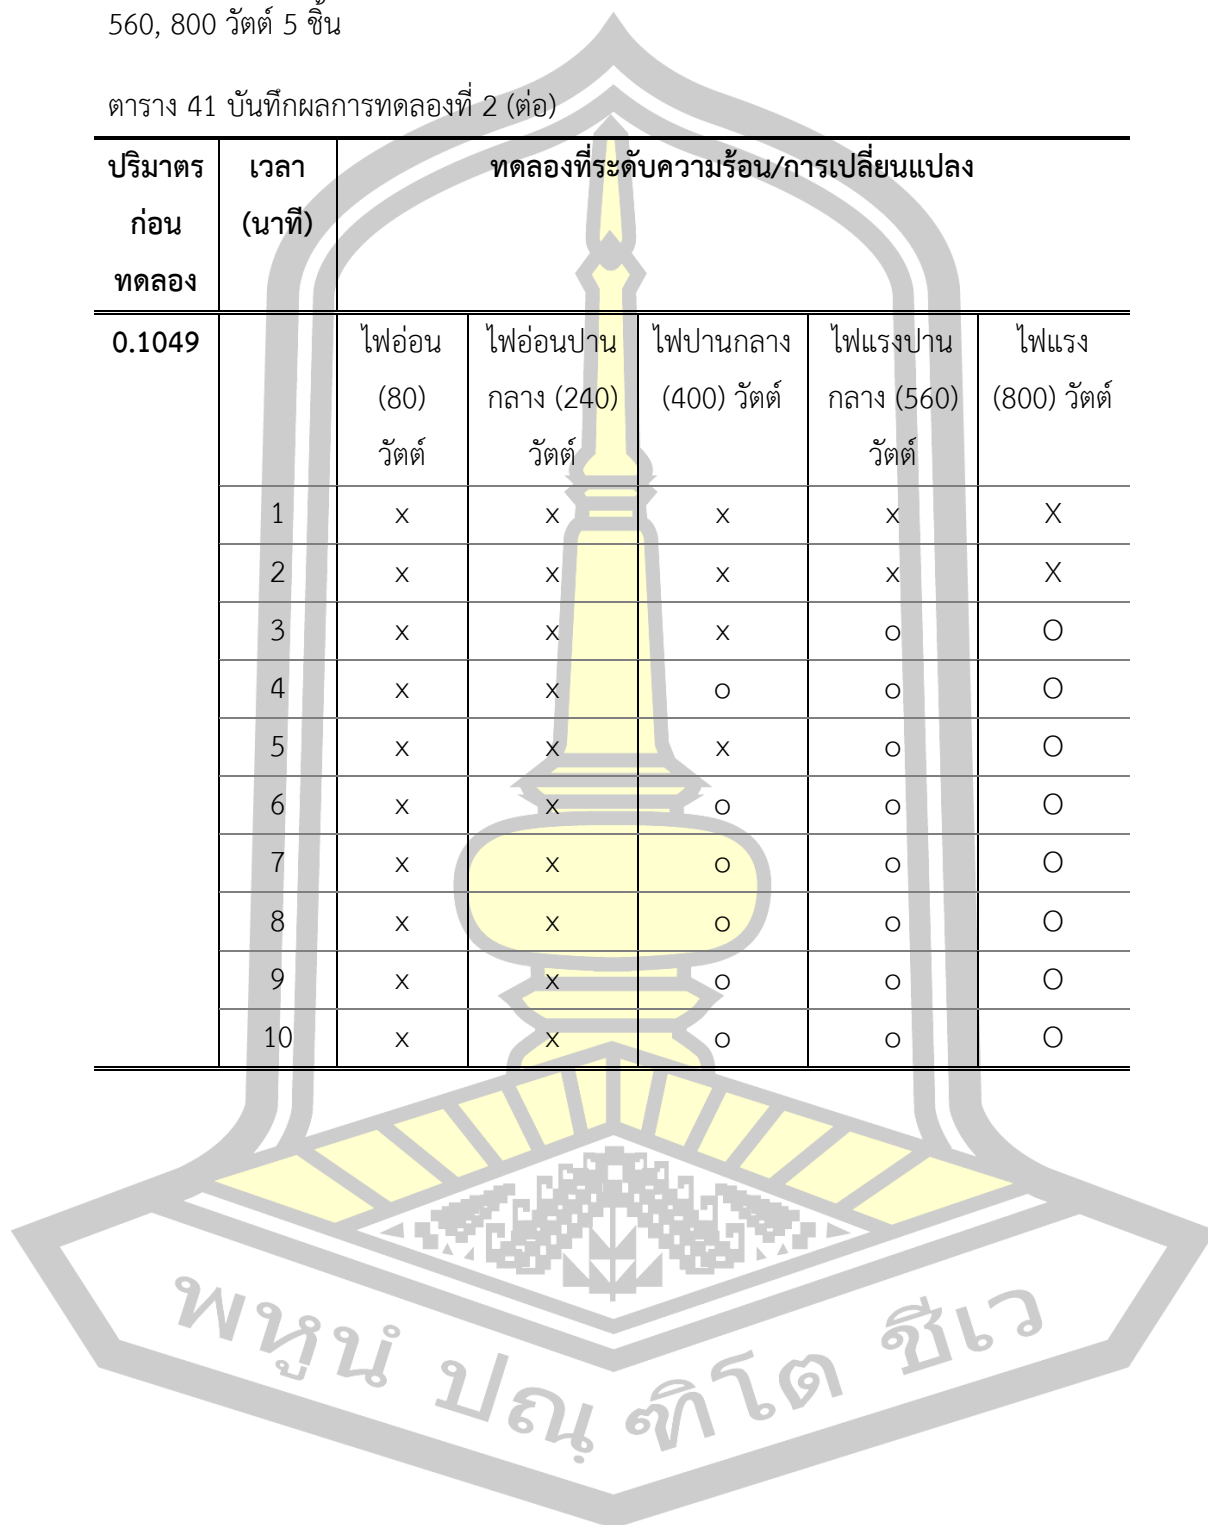 560, 800 วัตต์ 5 ชิ้น
ตาราง 41 บันทึกผลการทดลองที่ 2 (ต่อ)
ปริมาตร เวลา ทดลองที่ระดับความร้อน/การเปลี่ยนแปลง
ก่อน (นาที)
ทดลอง
0.1049 ไฟอ่อน ไฟอ่อนปาน ไฟปานกลาง ไฟแรงปาน ไฟแรง
(80) กลาง (240) (400) วัตต์ กลาง (560) (800) วัตต์
วัตต์ วัตต์ วัตต์
1 x x x x X
2 x x x x X
3 x x x o O
4 x x o o O
5 x x x o O
6 x x o o O
7 x x o o O
8 x x o o O
9 x x o o O
10 x x o o O
พหูนํ ปณฺฑิโต ชีเว